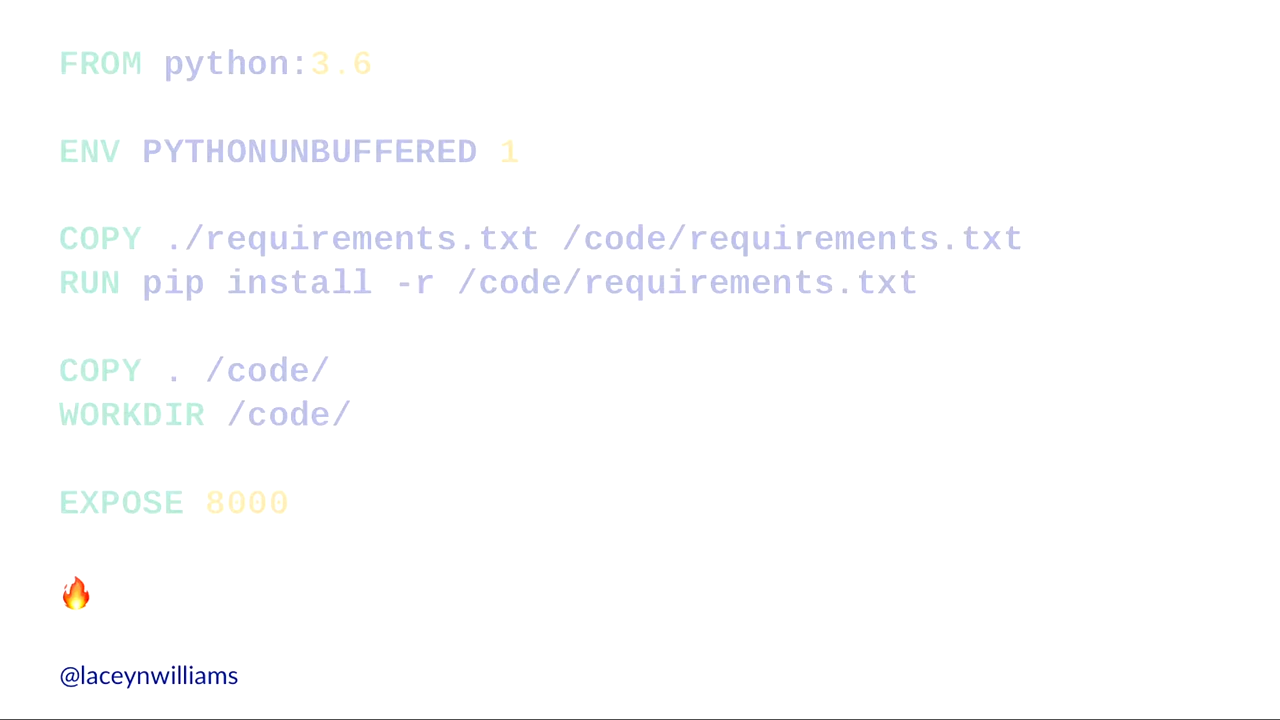 FROM python:3.6
ENV PYTHONUNBUFFERED 1
COPY ./requirements.txt /code/requirements.txt
RUN pip install -r /code/requirements.txt
COPY . /code/
WORKDIR /code/
EXPOSE 8000
🔥
@laceynwilliams